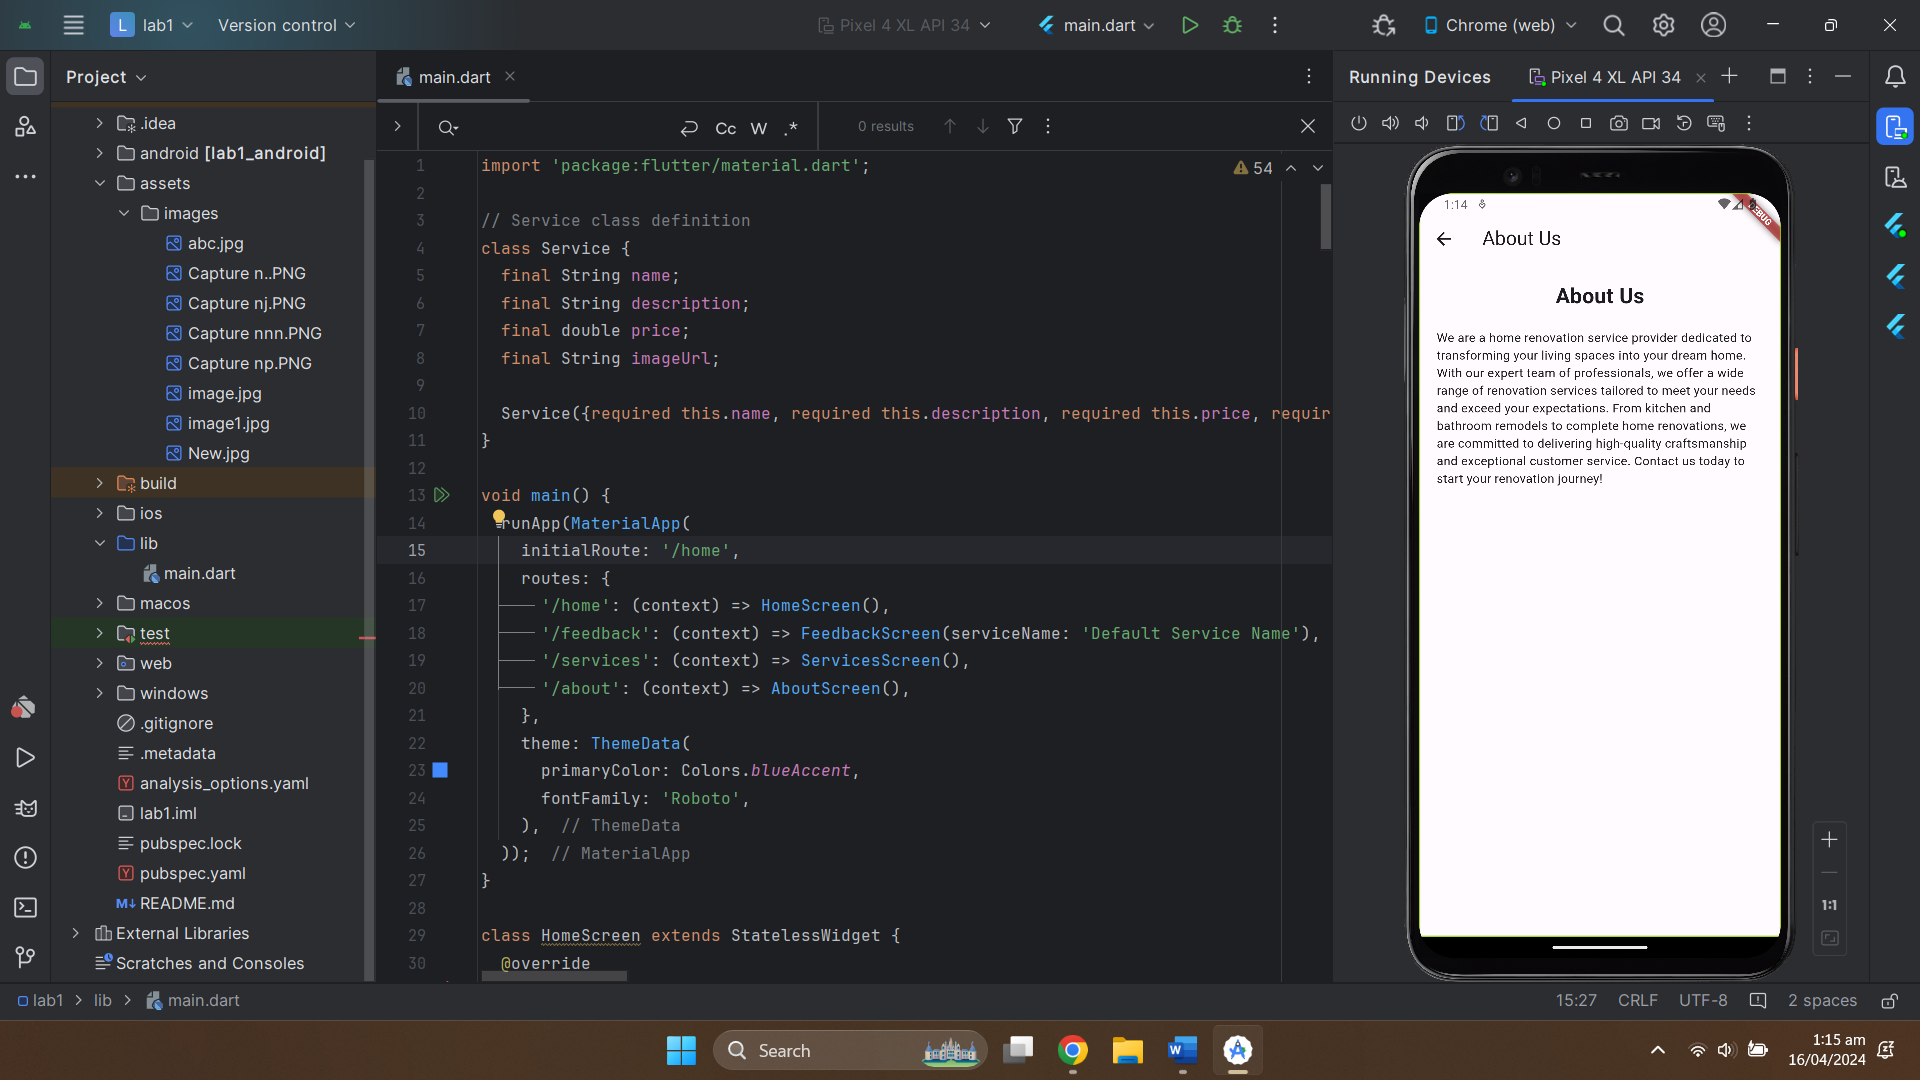 L lab1 Version control Pixel 4 XL API 34 main.dart Chrome (web)
Project
main.dart
Running Devices Pixel 4 XL API 34
.idea
android [lab1_android]
assets
images
abc.jpg
Capture n..PNG
Capture nj.PNG
Capture nnn.PNG
Capture np.PNG
image.jpg
image1.jpg
New.jpg
build
ios
lib
main.dart
macos
test
web
windows
.gitignore
.metadata
analysis_options.yaml
lab1.iml
pubspec.lock
pubspec.yaml
M↓ README.md
External Libraries
Scratches and Consoles
Cc W .* 0 results
54
1 import 'package:flutter/material.dart';
2
3 // Service class definition
4 class Service {
5 final String name;
6 final String description;
7 final double price;
8 final String imageUrl;
9
10 Service({required this.name, required this.description, required this.price, requir
11 }
12
13 void main() {
14 runApp(MaterialApp(
15 initialRoute: '/home',
16 routes: {
17 '/home': (context) => HomeScreen(),
18 '/feedback': (context) => FeedbackScreen(serviceName: 'Default Service Name'),
19 '/services': (context) => ServicesScreen(),
20 '/about': (context) => AboutScreen(),
21 },
22 theme: ThemeData(
23 primaryColor: Colors.blueAccent,
24 fontFamily: 'Roboto',
25 ), // ThemeData
26 )); // MaterialApp
27 }
28
29 class HomeScreen extends StatelessWidget {
30 @override
1:14
About Us
About Us
We are a home renovation service provider dedicated to
transforming your living spaces into your dream home.
With our expert team of professionals, we offer a wide
range of renovation services tailored to meet your needs
and exceed your expectations. From kitchen and
bathroom remodels to complete home renovations, we
are committed to delivering high-quality craftsmanship
and exceptional customer service. Contact us today to
start your renovation journey!
1:1
lab1 > lib > main.dart
15:27 CRLF UTF-8 2 spaces
Search
1:15 am
16/04/2024